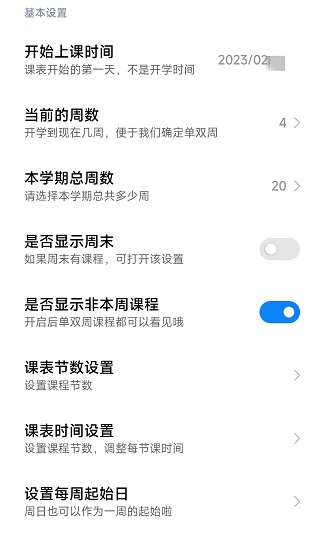 基本设置
开始上课时间
2023/02
课表开始的第一天，不是开学时间
当前的周数
4
开学到现在几周，便于我们确定单双周
本学期总周数
20
请选择本学期总共多少周
是否显示周末
如果周末有课程，可打开该设置
是否显示非本周课程
开启后单双周课程都可以看见哦
课表节数设置
设置课程节数
课表时间设置
设置课程节数，调整每节课时间
设置每周起始日
周日也可以作为一周的起始啦